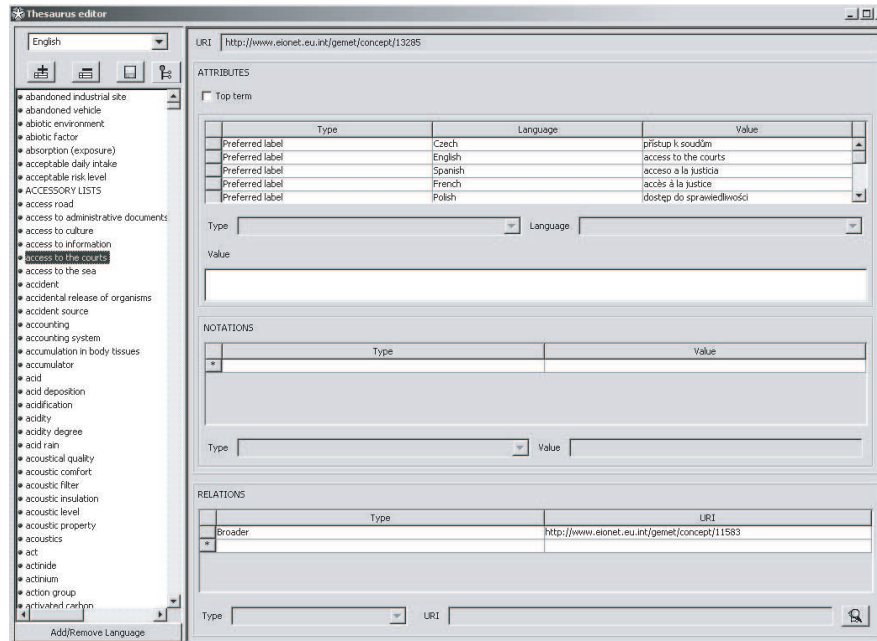 Thesaurus editor
English
abandoned industrial site
abandoned vehicle
abiotic environment
abiotic factor
absorption (exposure)
acceptable daily intake
acceptable risk level
ACCESSORY LISTS
access road
access to administrative documents
access to culture
access to information
access to the courts
access to the sea
accident
accidental release of organisms
accident source
accounting
accounting system
accumulation in body tissues
accumulator
acid
acid deposition
acidification
acidity
acidity degree
acid rain
acoustical quality
acoustic comfort
acoustic filter
acoustic insulation
acoustic level
acoustic property
acoustics
act
actinide
actinium
action group
activated carbon
Add/Remove Language
URI http://www.eionet.eu.int/gemet/concept/13285
ATTRIBUTES
Top term
Type Language Value
Preferred label Czech přístup k soudům
Preferred label English access to the courts
Preferred label Spanish acceso a la justicia
Preferred label French accès à la justice
Preferred label Polish dostęp do sprawiedliwości
Type Language
Value
NOTATIONS
Type Value
*
Type Value
RELATIONS
Type URI
Broader http://www.eionet.eu.int/gemet/concept/11583
*
Type URI